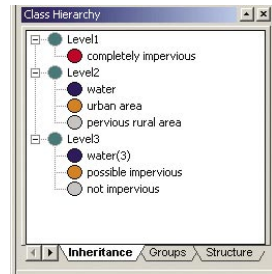 Class Hierarchy
Level1
completely impervious
Level2
water
urban area
pervious rural area
Level3
water(3)
possible impervious
not impervious
Inheritance Groups Structure